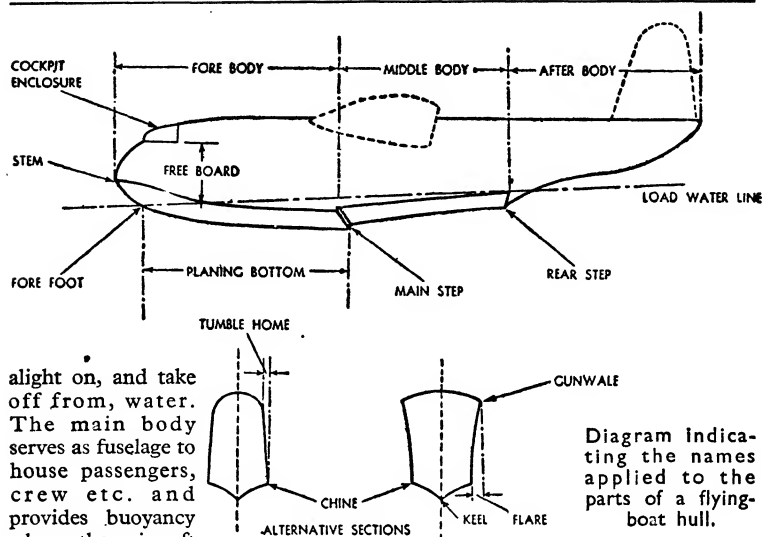 COCKPIT
ENCLOSURE
FORE BODY
MIDDLE BODY
AFTER BODY
STEM
FREE BOARD
LOAD WATER LINE
FORE FOOT
PLANING BOTTOM
MAIN STEP
REAR STEP
TUMBLE HOME
GUNWALE
CHINE
KEEL
FLARE
ALTERNATIVE SECTIONS
alight on, and take
off from, water.
The main body
serves as fuselage to
house passengers,
crew etc. and
provides buoyancy
Diagram indica-
ting the names
applied to the
parts of a flying-
boat hull.